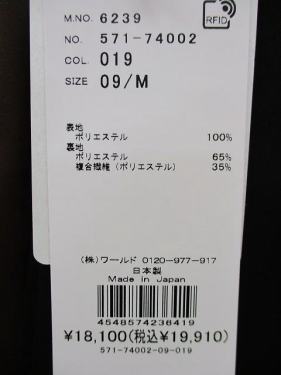 RFID
M.NO. 6239
NO. 571-74002
COL. 019
SIZE 09/M
表地
ポリエステル 100%
裏地
ポリエステル 65%
複合繊維(ポリエステル) 35%
(株)ワールド 0120-977-917
日本製
Made in Japan
4548574236419
¥18,100(税込¥19,910)
571-74002-09-019